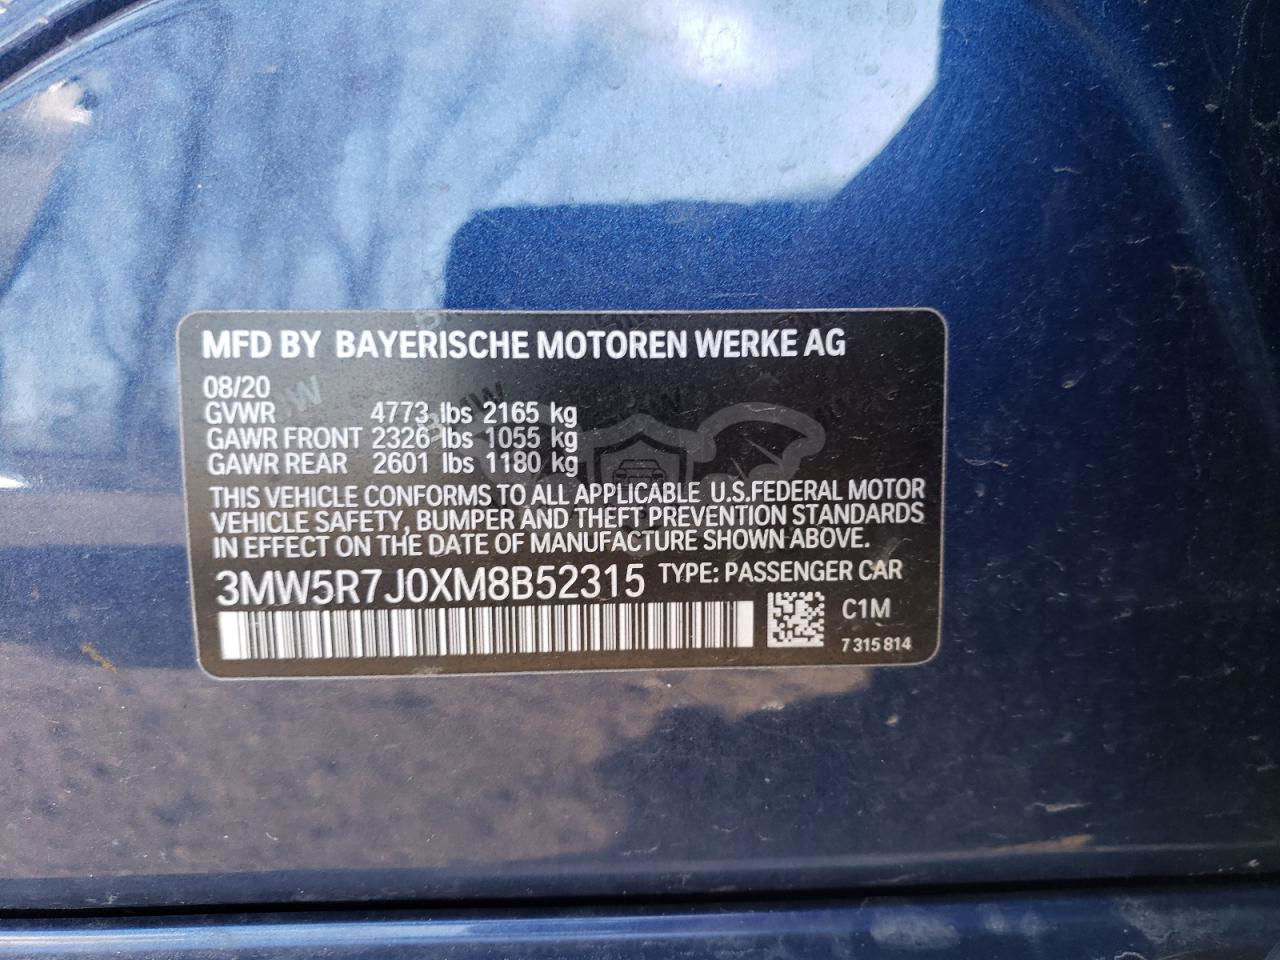 MFD BY BAYERISCHE MOTOREN WERKE AG
08/20
GVWR 4773 lbs 2165 kg
GAWR FRONT 2326 lbs 1055 kg
GAWR REAR 2601 lbs 1180 kg
THIS VEHICLE CONFORMS TO ALL APPLICABLE U.S.FEDERAL MOTOR
VEHICLE SAFETY, BUMPER AND THEFT PREVENTION STANDARDS
IN EFFECT ON THE DATE OF MANUFACTURE SHOWN ABOVE.
3MW5R7J0XM8B52315 TYPE: PASSENGER CAR
C1M
7 315 814